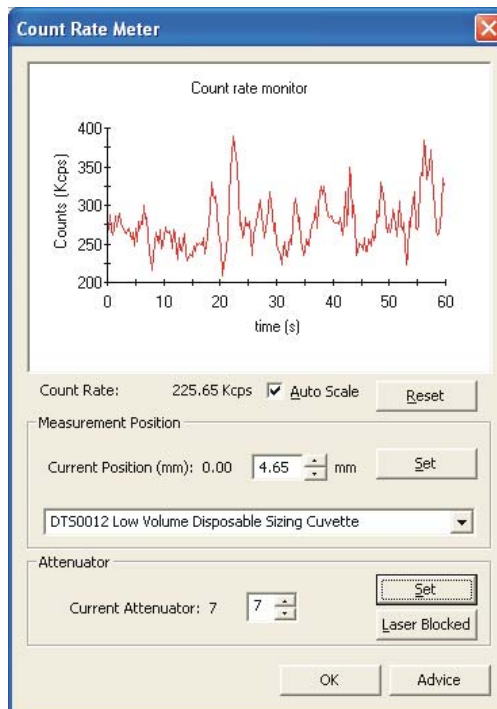 Count Rate Meter
Count rate monitor
400
350
300
250
200
Counts (Kcps)
0 10 20 30 40 50 60
time (s)
Count Rate: 225.65 Kcps Auto Scale Reset
Measurement Position
Current Position (mm): 0.00 4.65 mm Set
DTS0012 Low Volume Disposable Sizing Cuvette
Attenuator
Set
Current Attenuator: 7 7
Laser Blocked
OK Advice